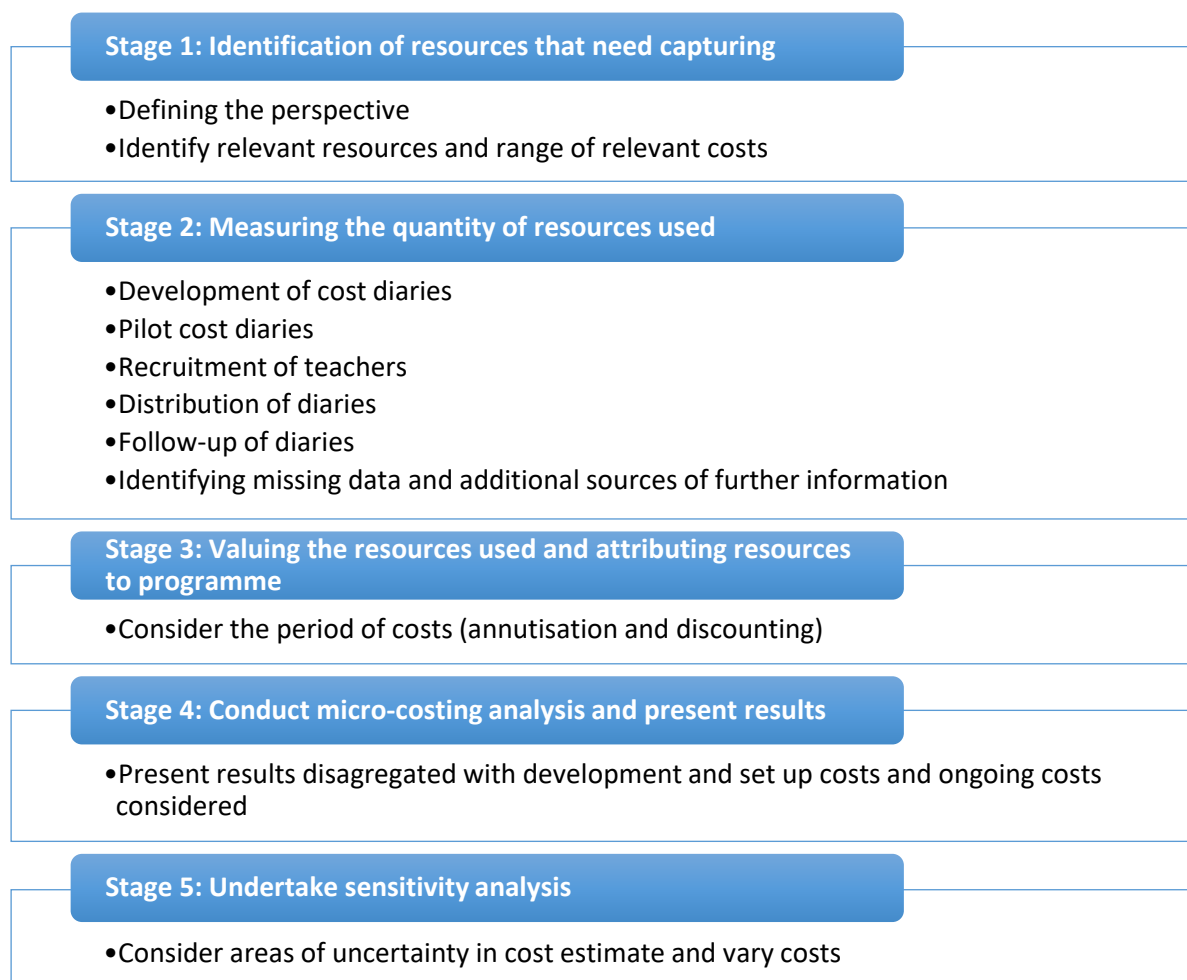 Stage 1: Identification of resources that need capturing
•Defining the perspective
•Identify relevant resources and range of relevant costs
Stage 2: Measuring the quantity of resources used
•Development of cost diaries
•Pilot cost diaries
•Recruitment of teachers
•Distribution of diaries
•Follow-up of diaries
•Identifying missing data and additional sources of further information
Stage 3: Valuing the resources used and attributing resources
to programme
•Consider the period of costs (annutisation and discounting)
Stage 4: Conduct micro-costing analysis and present results
•Present results disagregated with development and set up costs and ongoing costs
considered
Stage 5: Undertake sensitivity analysis
•Consider areas of uncertainty in cost estimate and vary costs